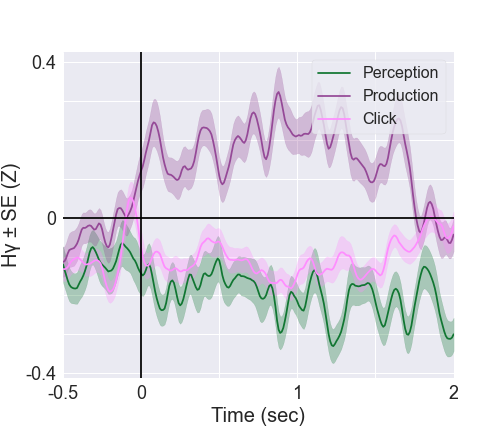 0.4
Perception
Production
Click
Hγ ± SE (Z)
0
-0.4
-0.5 0 1 2
Time (sec)